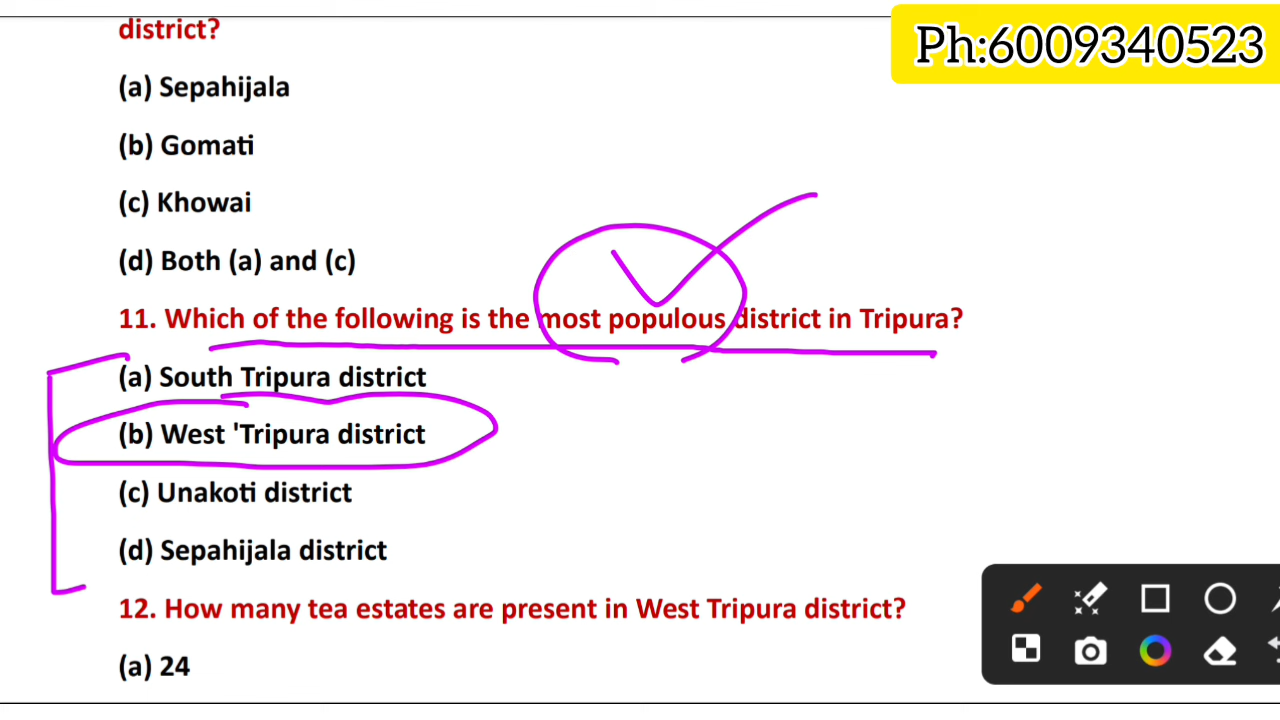 district?
Ph:6009340523
(a) Sepahijala
(b) Gomati
(c) Khowai
(d) Both (a) and (c)
11. Which of the following is the most populous district in Tripura?
(a) South Tripura district
(b) West 'Tripura district
(c) Unakoti district
(d) Sepahijala district
12. How many tea estates are present in West Tripura district?
(a) 24